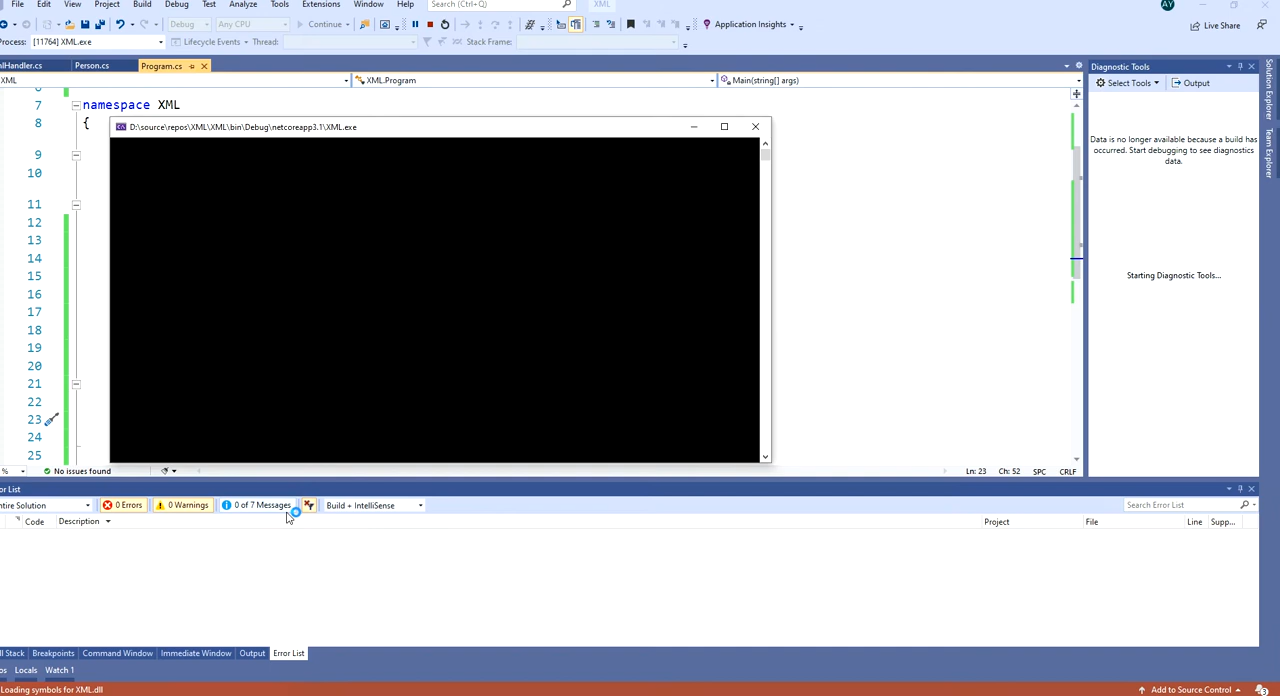 File Edit View Project Build Debug Test Analyze Tools Extensions Window Help Search (Ctrl+Q) XML AY
Debug Any CPU Continue Application Insights Live Share
Process: [11764] XML.exe Lifecycle Events Thread: Stack Frame:
lHandler.cs Person.cs Program.cs Diagnostic Tools
XML XML.Program Main(string[] args) Select Tools Output
7 namespace XML
8 {
D:\source\repos\XML\XML\bin\Debug\netcoreapp3.1\XML.exe
9
10
11
12
13
14
15
16
17
18
19
20
21
22
23
24
25
Data is no longer available because a build has
occurred. Start debugging to see diagnostics
data.
Starting Diagnostic Tools...
Solution Explorer
Team Explorer
% No issues found Ln: 23 Ch: 52 SPC CRLF
or List
ntire Solution 0 Errors 0 Warnings 0 of 7 Messages Build + IntelliSense Search Error List
Code Description Project File Line Supp...
ll Stack Breakpoints Command Window Immediate Window Output Error List
os Locals Watch 1
Loading symbols for XML.dll Add to Source Control 3